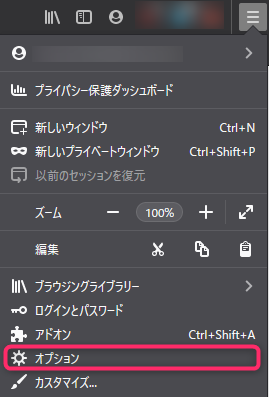 プライバシー保護ダッシュボード
新しいウィンドウ Ctrl+N
新しいプライベートウィンドウ Ctrl+Shift+P
以前のセッションを復元
ズーム 100%
編集
ブラウジングライブラリー
ログインとパスワード
アドオン Ctrl+Shift+A
オプション
カスタマイズ...